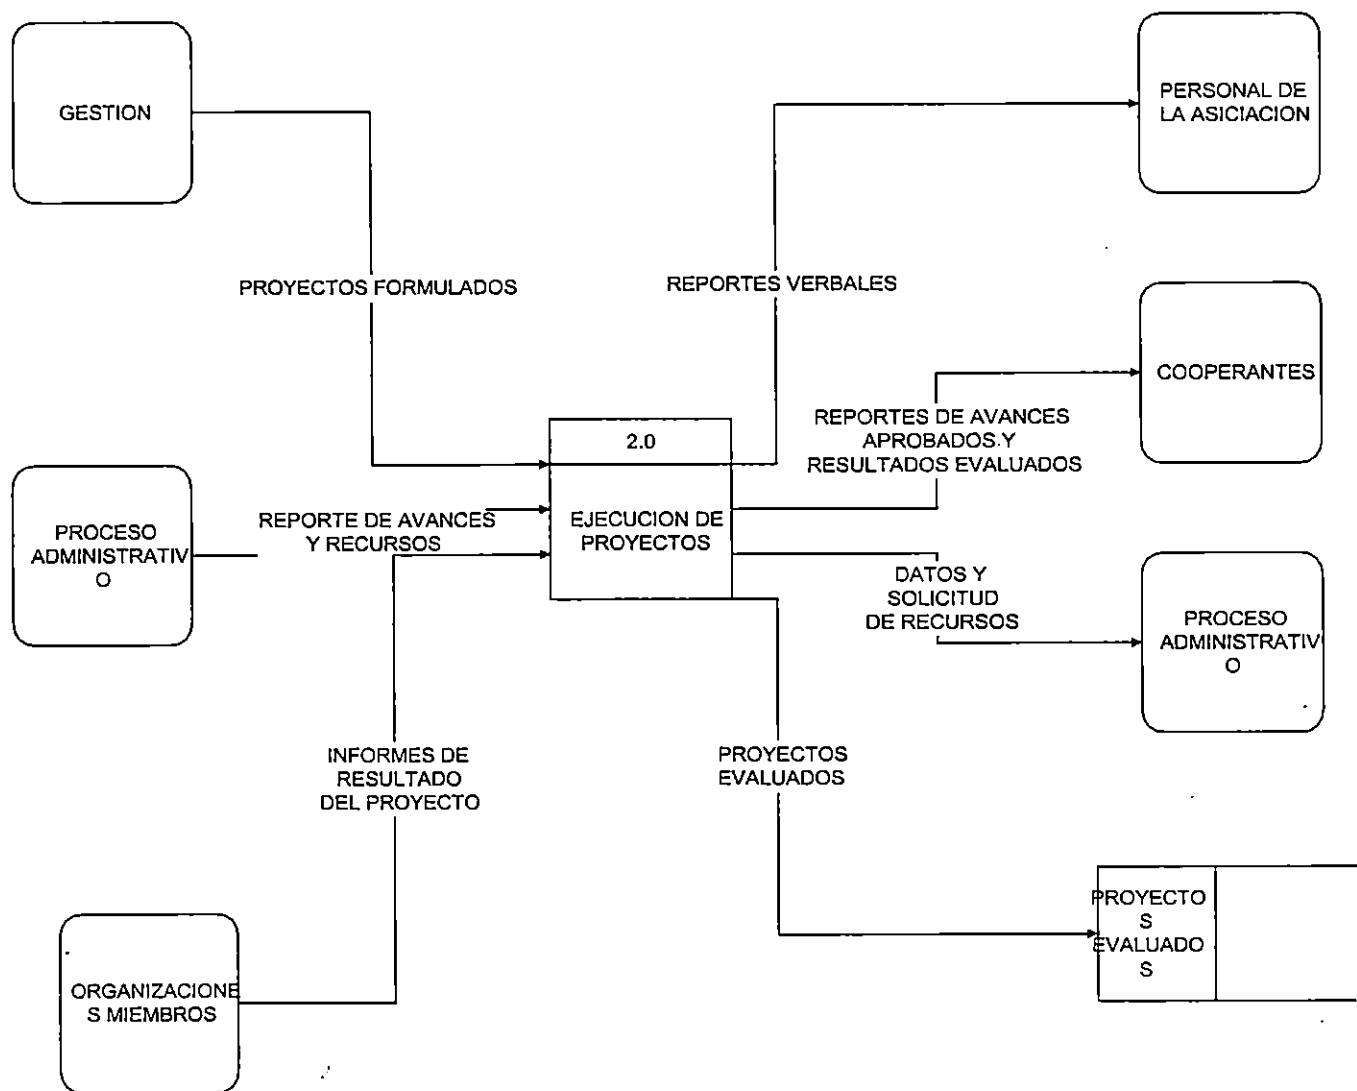 GESTION
PERSONAL DE
LA ASICIACION
PROYECTOS FORMULADOS
REPORTES VERBALES
COOPERANTES
REPORTES DE AVANCES
APROBADOS Y
RESULTADOS EVALUADOS
2.0
EJECUCION DE
PROYECTOS
REPORTE DE AVANCES
Y RECURSOS
PROCESO
ADMINISTRATIV
O
DATOS Y
SOLICITUD
DE RECURSOS
PROCESO
ADMINISTRATIV
O
INFORMES DE
RESULTADO
DEL PROYECTO
PROYECTOS
EVALUADOS
PROYECTO
S
EVALUADO
S
ORGANIZACIONE
S MIEMBROS